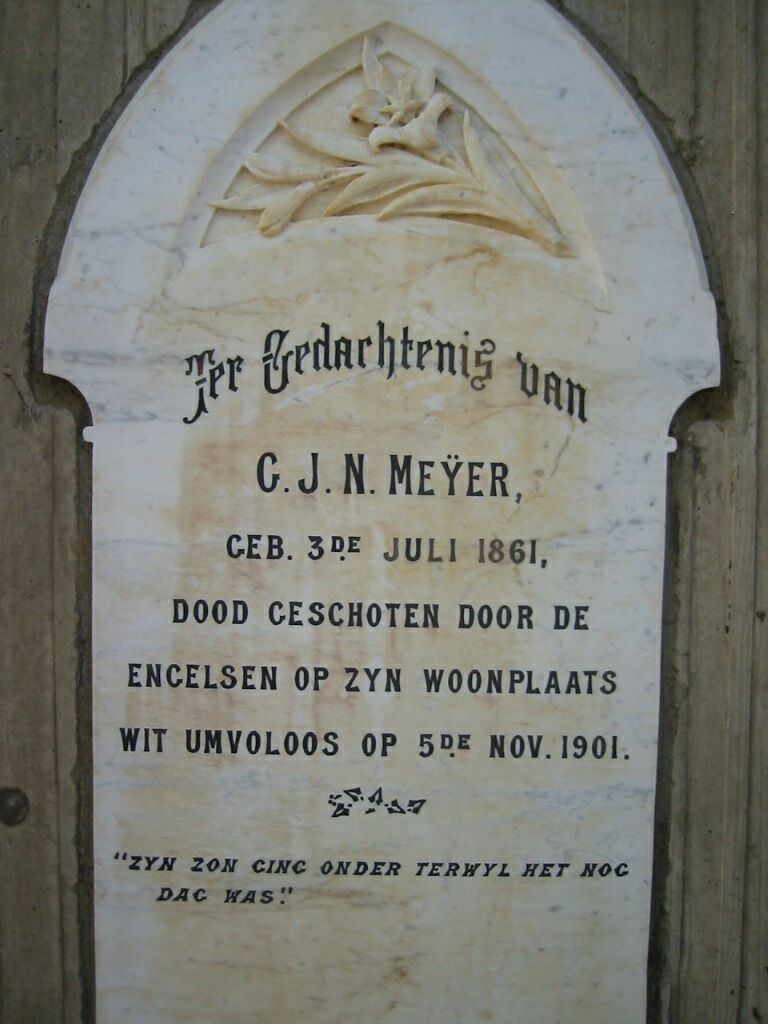 Ter Gedachtenis van
G. J. N. MEŸER,
GEB. 3DE JULI 1861,
DOOD GESCHOTEN DOOR DE
ENGELSEN OP ZYN WOONPLAATS
WIT UMVOLOOS OP 5DE NOV. 1901.
"ZYN ZON GING ONDER TERWYL HET NOG
DAG WAS."